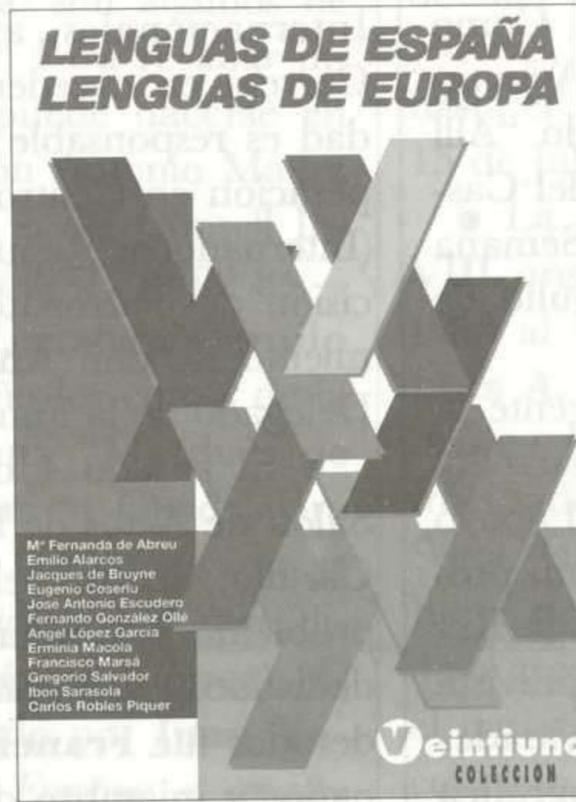 LENGUAS DE ESPAÑA
LENGUAS DE EUROPA
Mª Fernanda de Abreu
Emilio Alarcos
Jacques de Bruyne
Eugenio Coseriu
Jose Antonio Escudero
Fernando González Ollé
Angel López García
Erminia Macola
Francisco Marsá
Gregorio Salvador
Ibon Sarasola
Carlos Robles Piquer
Veintiuno
COLECCION